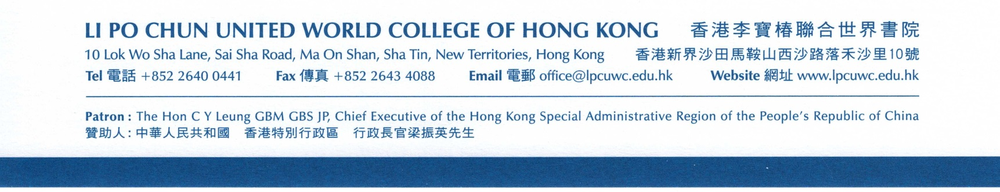 LI PO CHUN UNITED WORLD COLLEGE OF HONG KONG 香港李寶椿聯合世界書院
10 Lok Wo Sha Lane, Sai Sha Road, Ma On Shan, Sha Tin, New Territories, Hong Kong 香港新界沙田馬鞍山西沙路落禾沙里10號
Tel 電話 +852 2640 0441 Fax 傳真 +852 2643 4088 Email 電郵 office@lpcuwc.edu.hk Website 網址 www.lpcuwc.edu.hk
Patron : The Hon C Y Leung GBM GBS JP, Chief Executive of the Hong Kong Special Administrative Region of the People's Republic of China
贊助人 : 中華人民共和國 香港特別行政區 行政長官梁振英先生